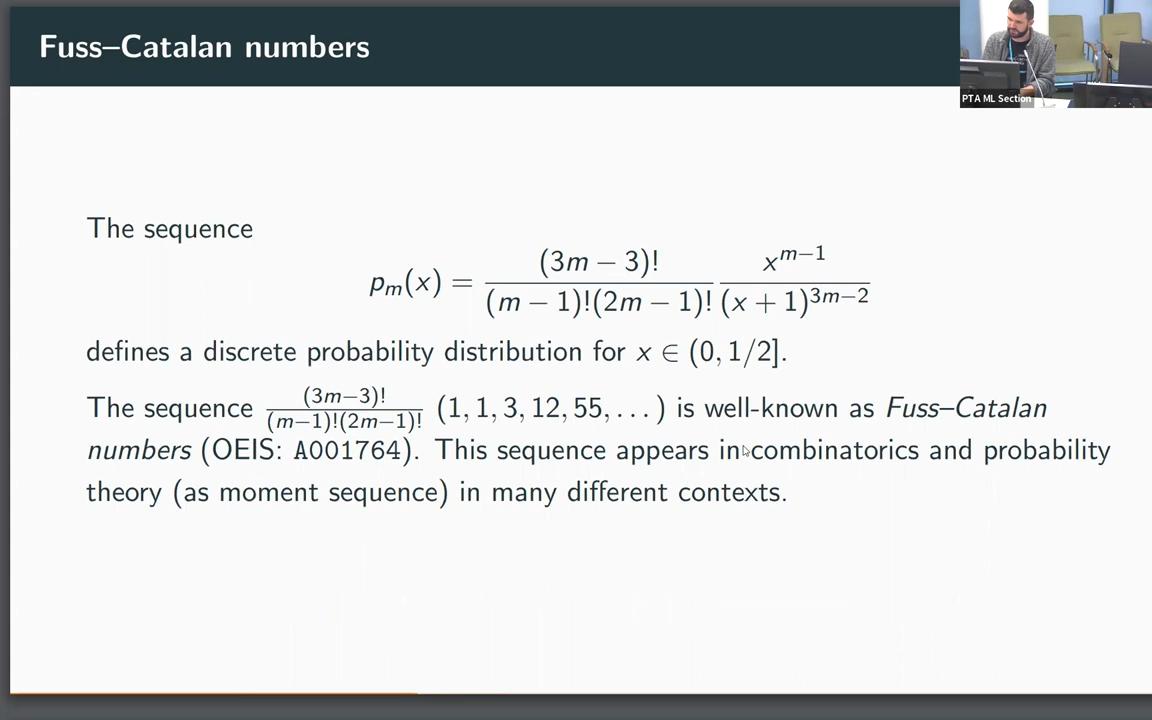 Fuss–Catalan numbers
PTA ML Section
The sequence
p_m(x) = \frac{(3m − 3)!}{(m − 1)!(2m − 1)!} \frac{x^{m−1}}{(x + 1)^{3m−2}}
defines a discrete probability distribution for x ∈ (0, 1/2].
The sequence \frac{(3m−3)!}{(m−1)!(2m−1)!} (1, 1, 3, 12, 55, . . . ) is well-known as Fuss–Catalan
numbers (OEIS: A001764). This sequence appears in combinatorics and probability
theory (as moment sequence) in many different contexts.